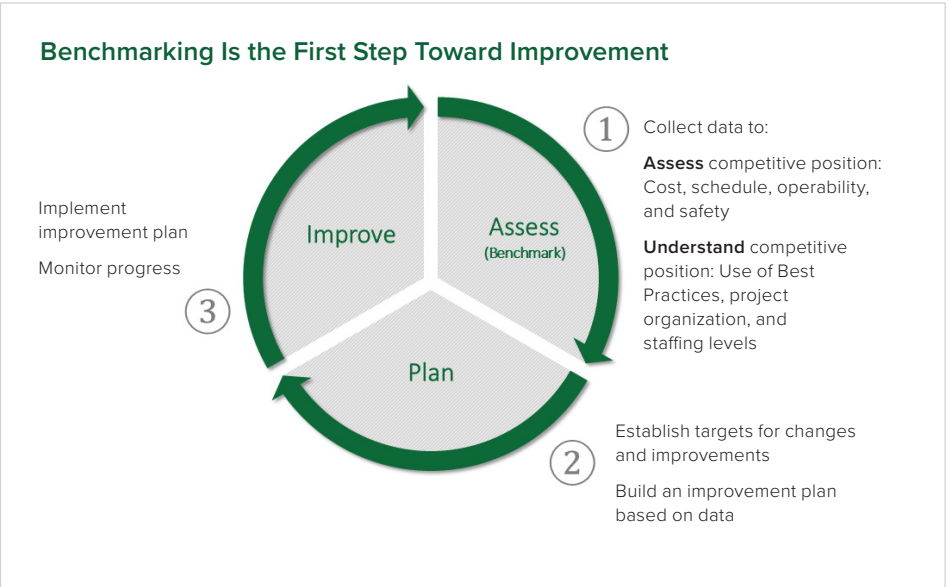 Benchmarking Is the First Step Toward Improvement
1
Collect data to:
Assess competitive position:
Cost, schedule, operability,
and safety
Understand competitive
position: Use of Best
Practices, project
organization, and
staffing levels
Assess
(Benchmark)
Plan
2
Establish targets for changes
and improvements
Build an improvement plan
based on data
Improve
3
Implement
improvement plan
Monitor progress